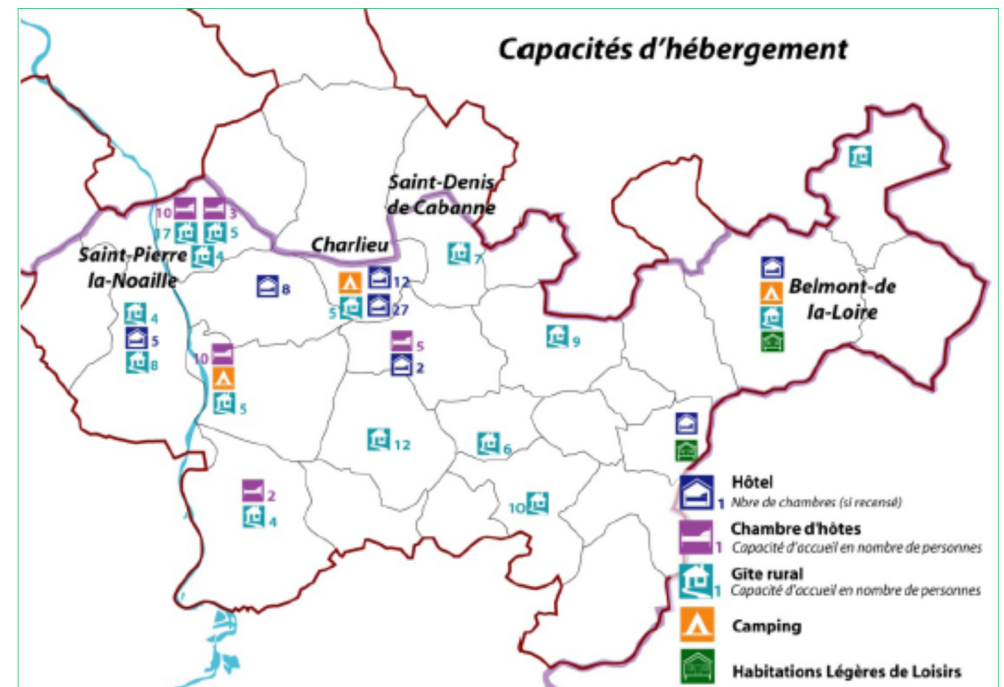 Capacités d'hébergement
Saint-Denis
de Cabanne
10 3
17 5
4
Charlieu
Saint-Pierre
la-Noaille
7
8
12
5 27
Belmont-de
la-Loire
4
5
8
9
5
2
10
5
12
6
2
4
10
Hôtel
1 Nbre de chambres (si recensé)
Chambre d'hôtes
1 Capacité d'accueil en nombre de personnes
Gîte rural
1 Capacité d'accueil en nombre de personnes
Camping
Habitations Légères de Loisirs